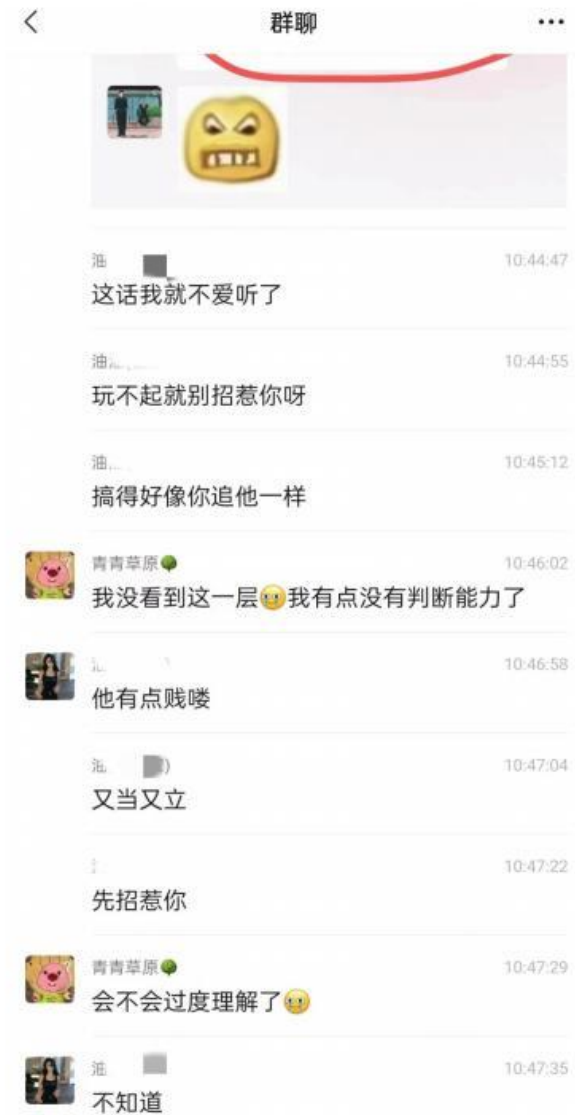 群聊
油
10:44:47
这话我就不爱听了
油
10:44:55
玩不起就别招惹你呀
油
10:45:12
搞得好像你追他一样
青青草原🌳
10:46:02
我没看到这一层🥹我有点没有判断能力了
10:46:58
他有点贱喽
10:47:04
又当又立
10:47:22
先招惹你
青青草原🌳
10:47:29
会不会过度理解了🥹
油
10:47:35
不知道